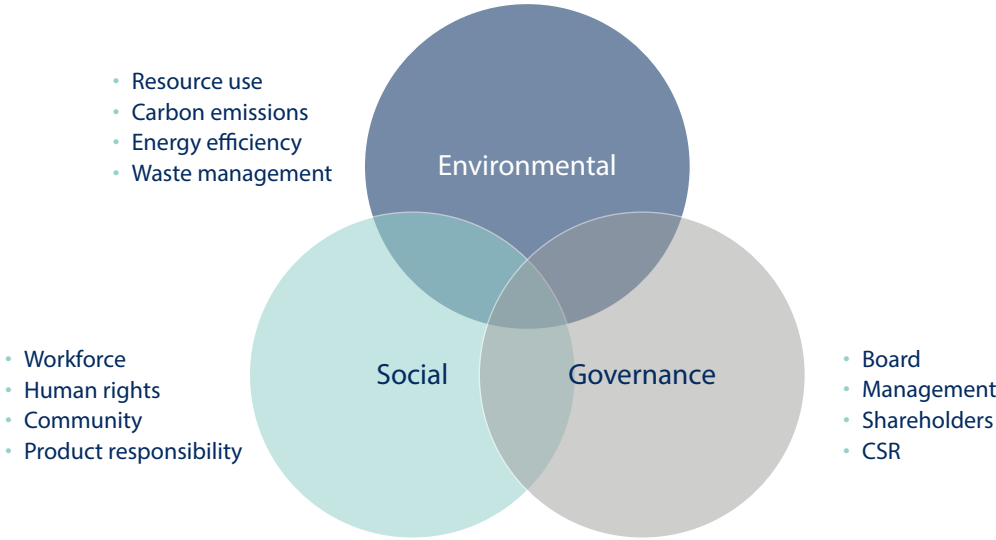 • Resource use
• Carbon emissions
• Energy efficiency
• Waste management
Environmental
Social
Governance
• Workforce
• Human rights
• Community
• Product responsibility
• Board
• Management
• Shareholders
• CSR